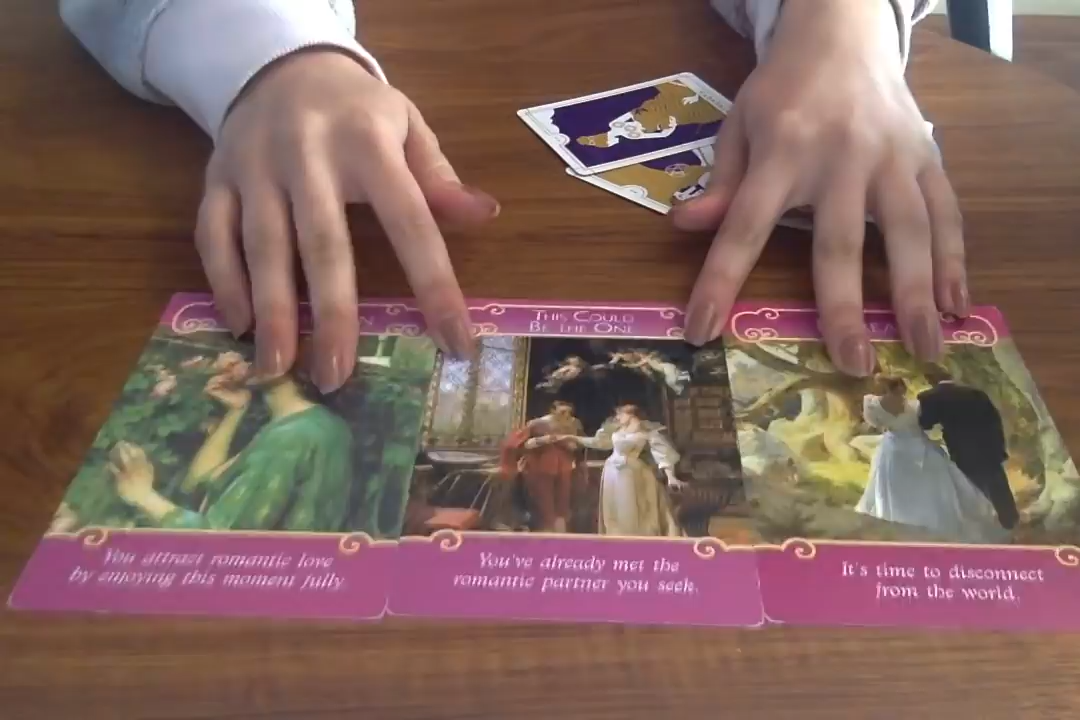 This Could
Be the One
You attract romantic love
by enjoying this moment fully.
You've already met the
romantic partner you seek.
It's time to disconnect
from the world.